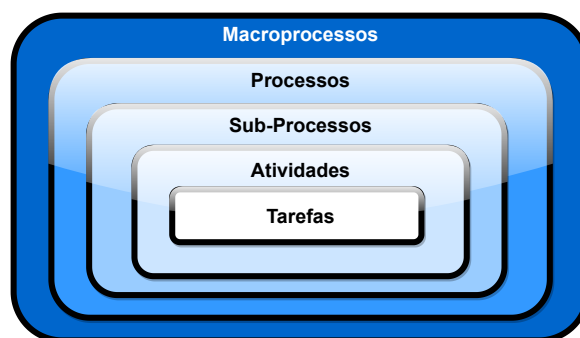 Macroprocessos
Processos
Sub-Processos
Atividades
Tarefas